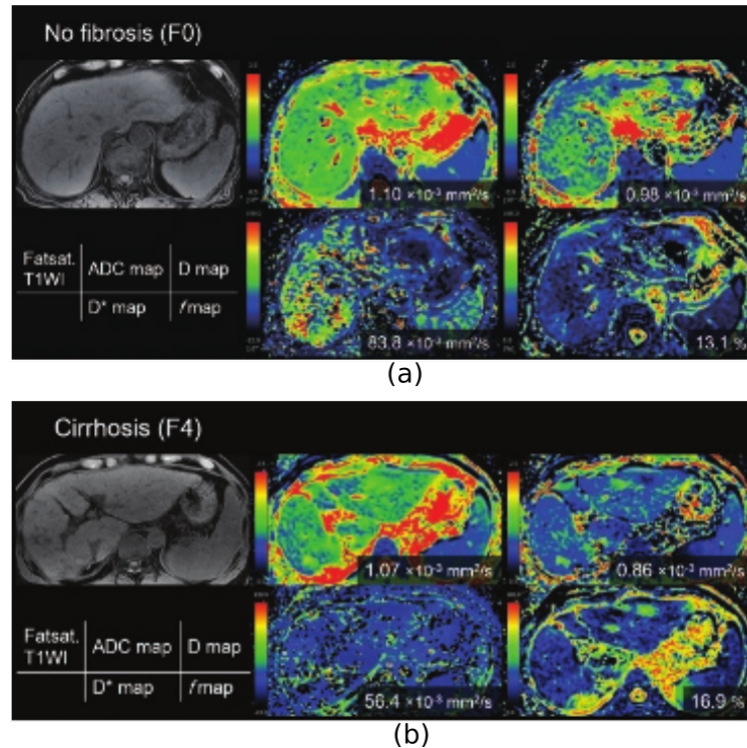 No fibrosis (F0)
1.10 ×10⁻³ mm²/s
0.98 ×10⁻³ mm²/s
Fatsat.
T1WI
ADC map
D map
D* map
f map
83.8 ×10⁻³ mm²/s
13.1 %
(a)
Cirrhosis (F4)
1.07 ×10⁻³ mm²/s
0.86 ×10⁻³ mm²/s
Fatsat.
T1WI
ADC map
D map
D* map
f map
56.4 ×10⁻³ mm²/s
16.9 %
(b)